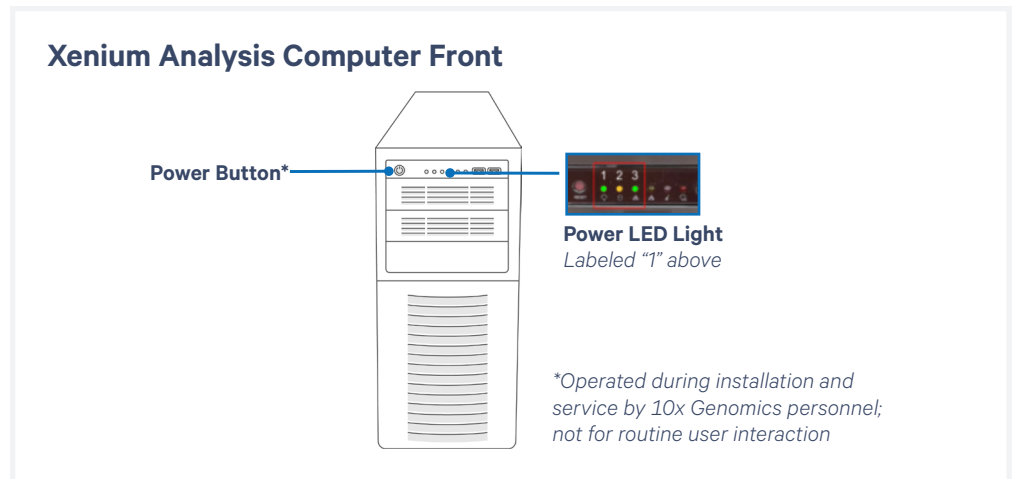 Xenium Analysis Computer Front
Power Button*
1 2 3
RESET
Power LED Light
Labeled “1” above
*Operated during installation and
service by 10x Genomics personnel;
not for routine user interaction